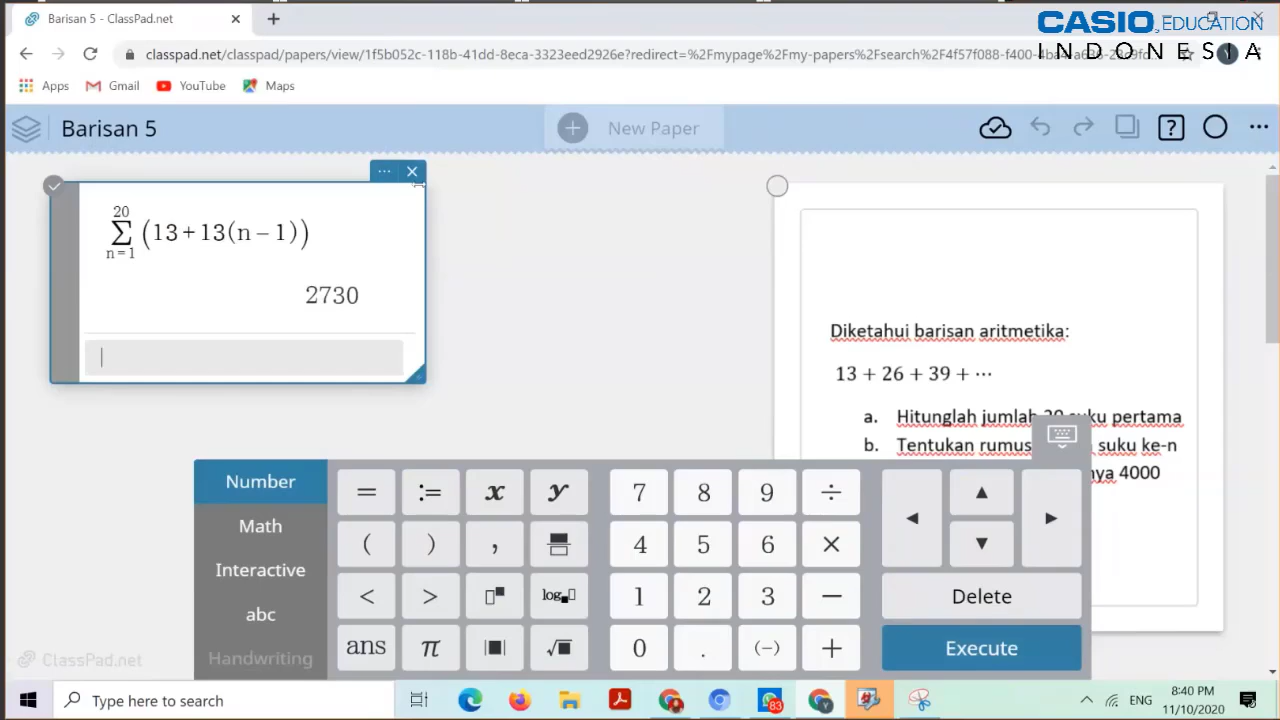 Barisan 5 - ClassPad.net
CASIO EDUCATION
INDONESIA
classpad.net/classpad/papers/view/1f5b052c-118b-41dd-8eca-3323eed2926e?redirect=%2Fmypage%2Fmy-papers%2Fsearch%2F4f57f088-f400-
Apps Gmail YouTube Maps
Barisan 5
+ New Paper
?
20
∑ (13+13(n−1))
n=1
2730
Diketahui barisan aritmetika:
13 + 26 + 39 + ⋯
a. Hitunglah jumlah 20 suku pertama
b. Tentukan rumus suku ke-n
4000
Number
Math
Interactive
abc
Handwriting
= := x y 7 8 9 ÷
( ) , 4 5 6 ×
< > log 1 2 3 − Delete
ans π √ 0 . (−) + Execute
ClassPad.net
Type here to search
83
ENG
8:40 PM
11/10/2020